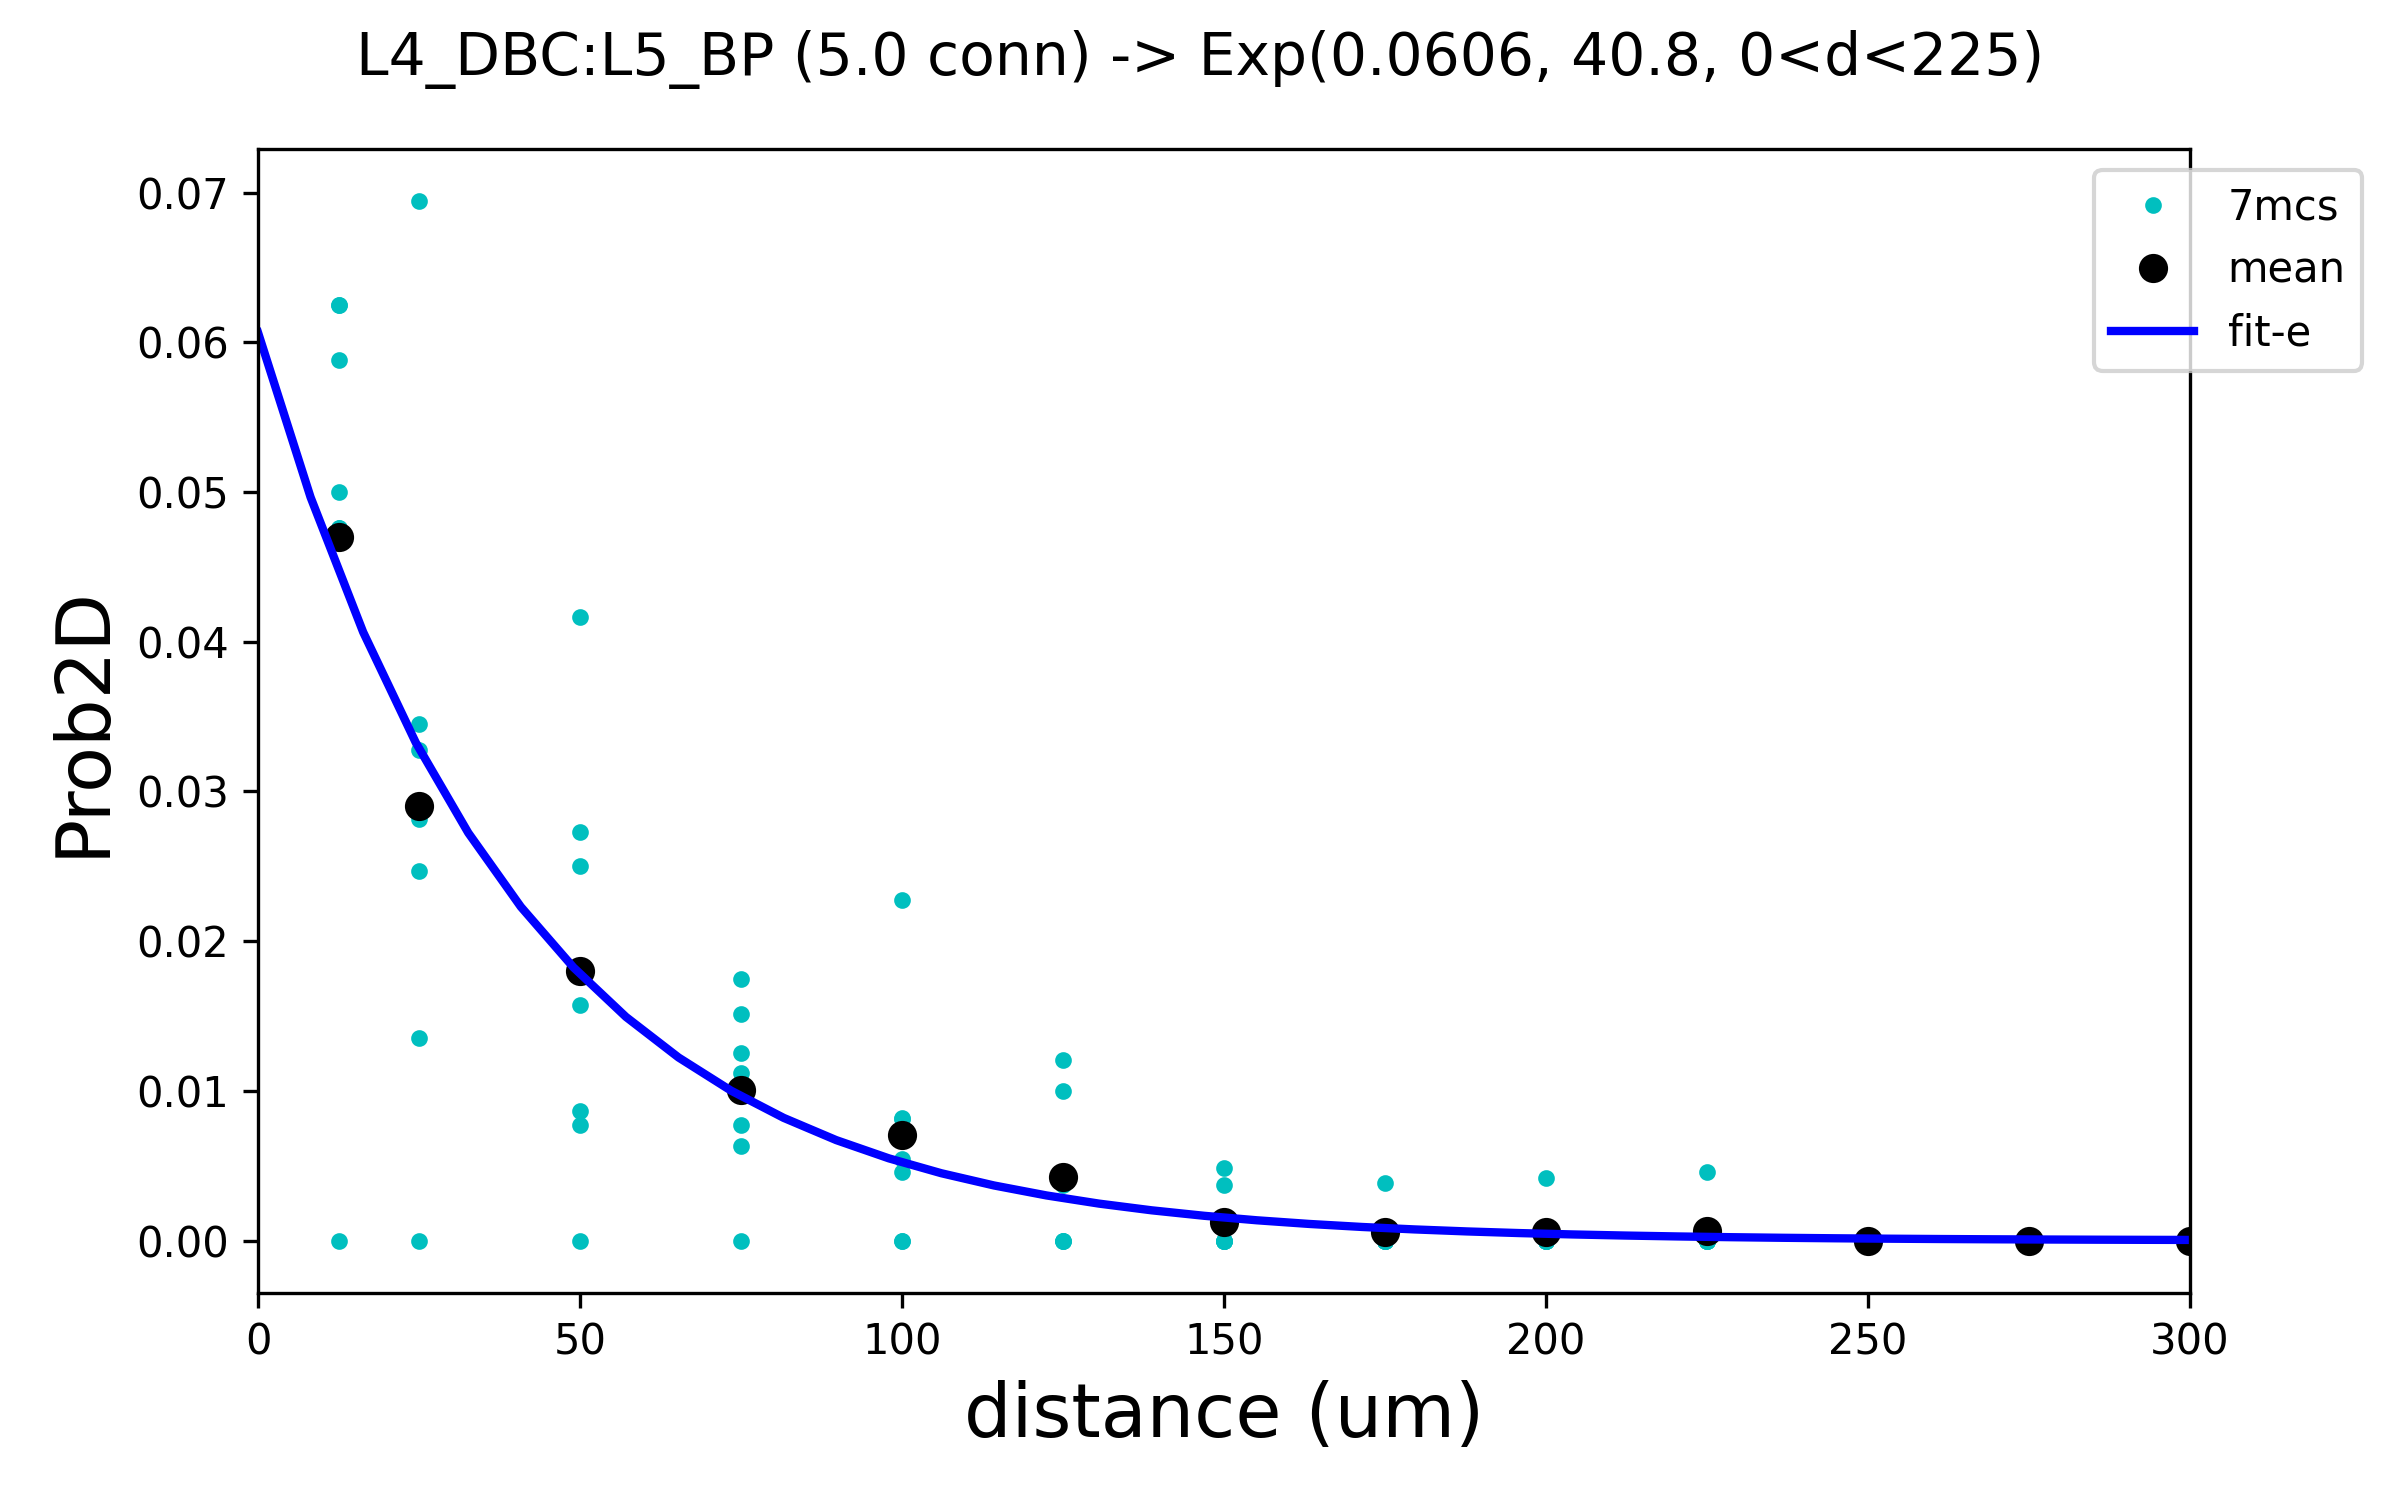 L4_DBC:L5_BP (5.0 conn) -> Exp(0.0606, 40.8, 0<d<225)
7mcs
mean
fit-e
Prob2D
0.07
0.06
0.05
0.04
0.03
0.02
0.01
0.00
0 50 100 150 200 250 300
distance (um)